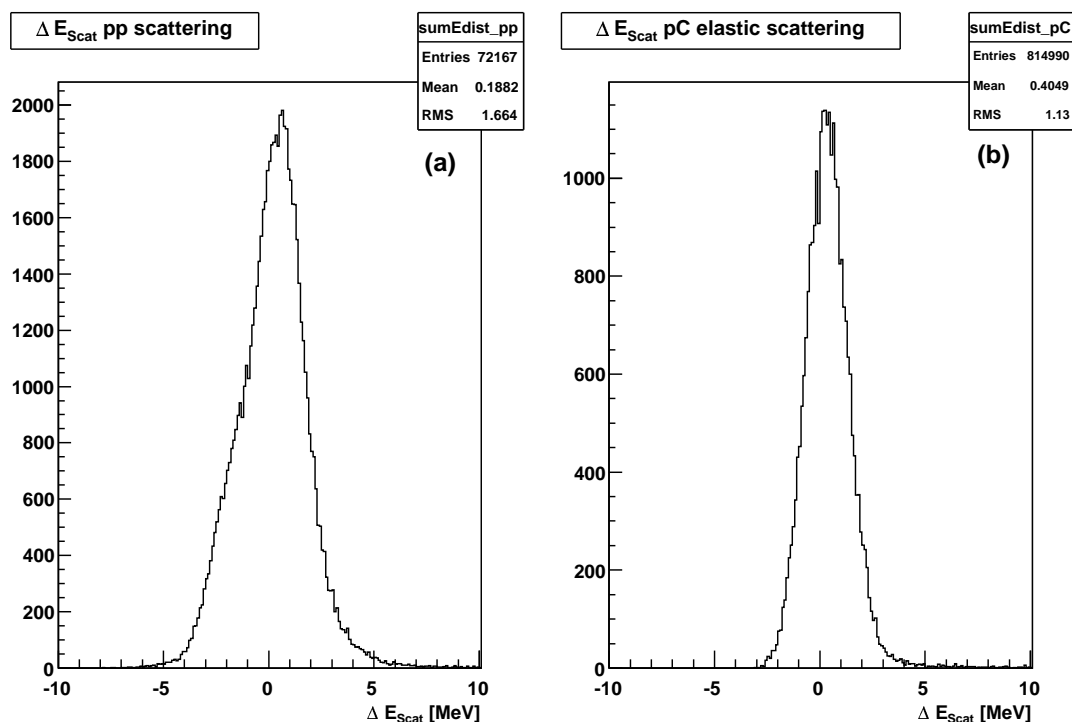 Δ E_Scat pp scattering
sumEdist_pp
Entries 72167
Mean 0.1882
RMS 1.664
(a)
2000
1800
1600
1400
1200
1000
800
600
400
200
0
-10 -5 0 5 10
Δ E_Scat [MeV]
Δ E_Scat pC elastic scattering
sumEdist_pC
Entries 814990
Mean 0.4049
RMS 1.13
(b)
1000
800
600
400
200
0
-10 -5 0 5 10
Δ E_Scat [MeV]